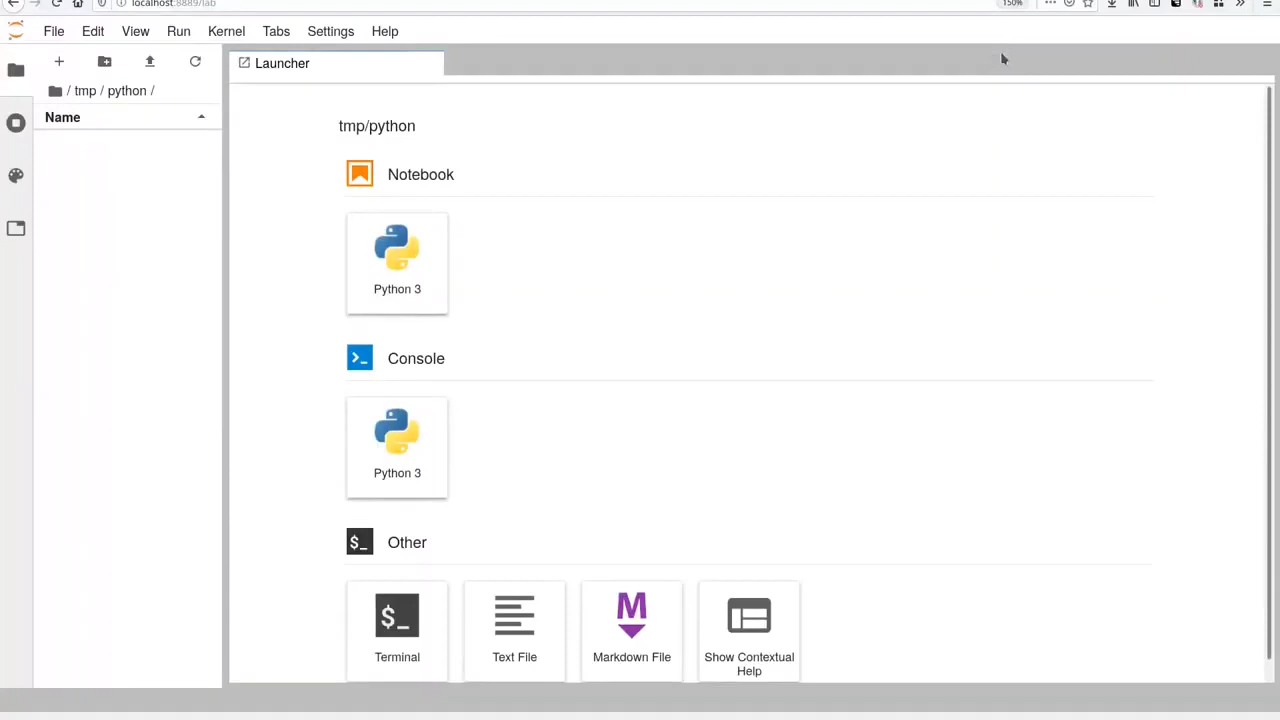 localhost:8889/lab
150%
File Edit View Run Kernel Tabs Settings Help
Launcher
/ tmp / python /
Name
tmp/python
Notebook
Python 3
Console
Python 3
$_ Other
$_
Terminal
Text File
Markdown File
Show Contextual
Help